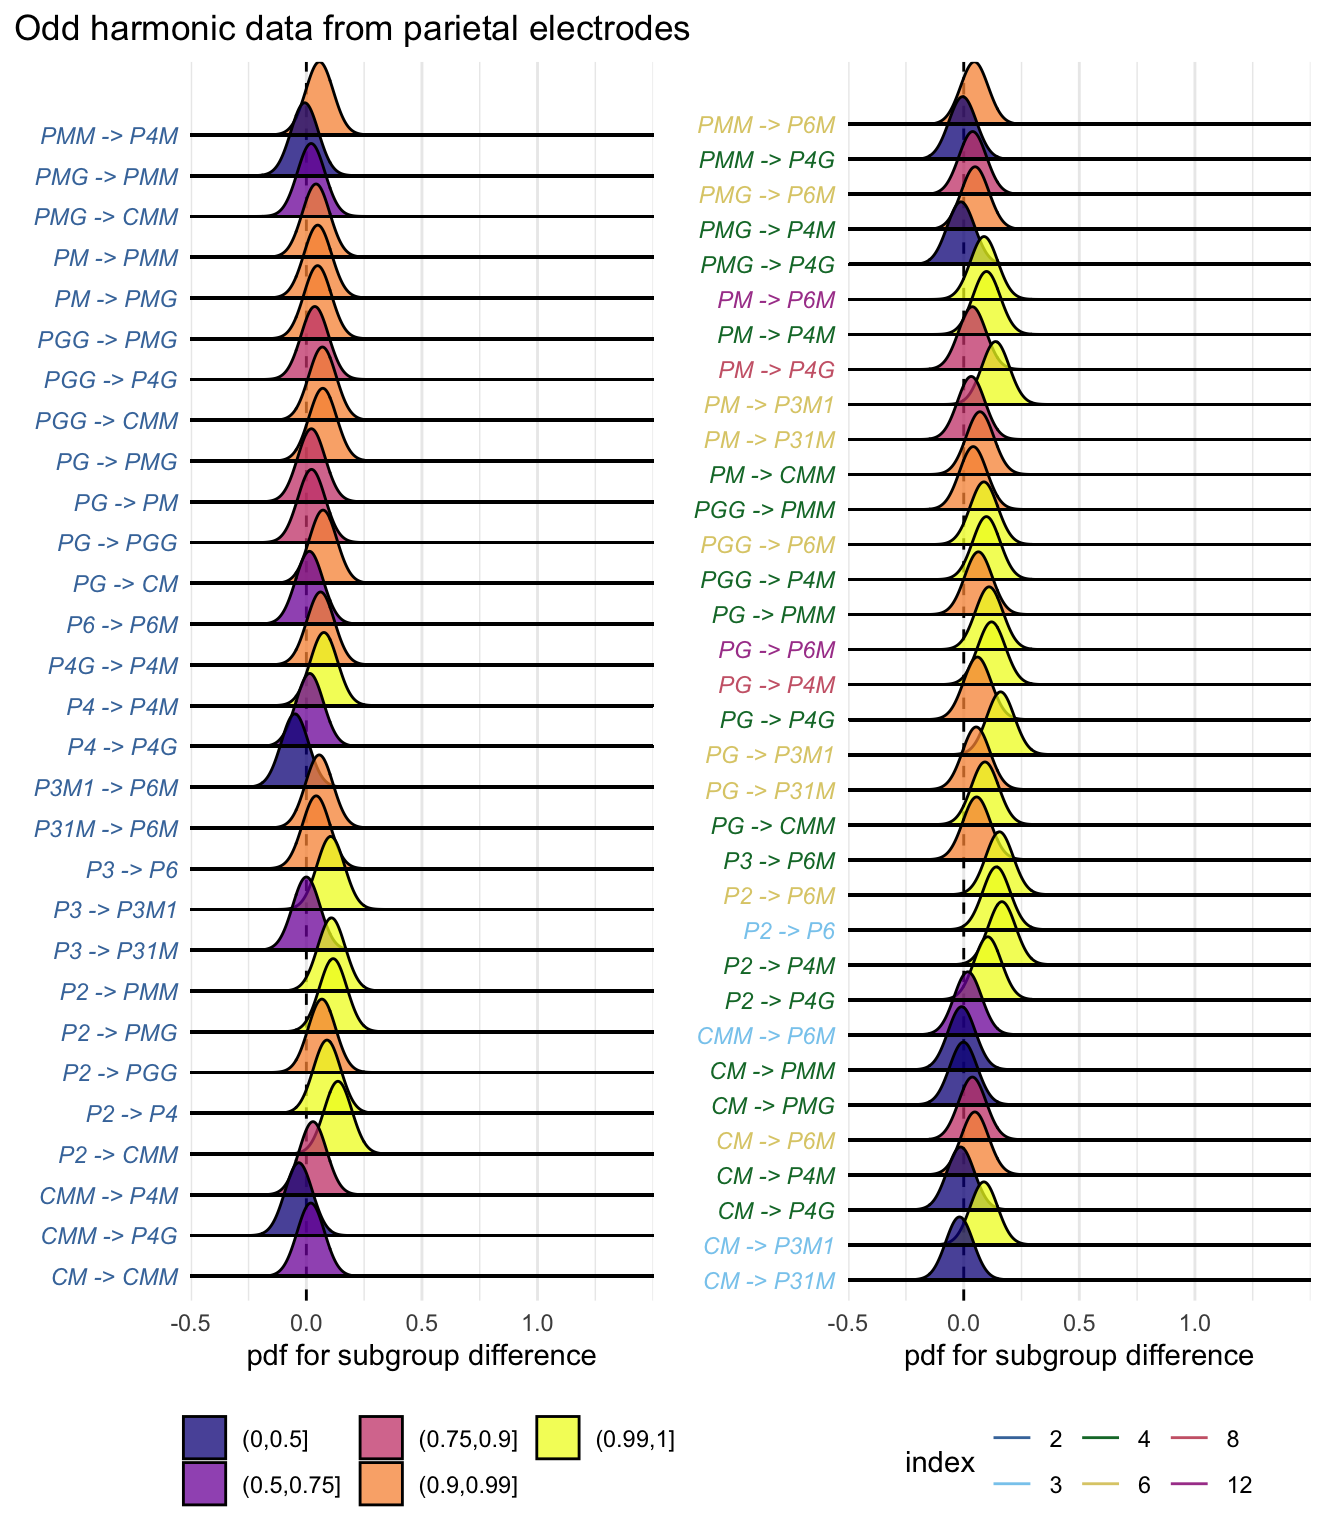 Odd harmonic data from parietal electrodes
PMM -> P4M
PMG -> PMM
PMG -> CMM
PM -> PMM
PM -> PMG
PGG -> PMG
PGG -> P4G
PGG -> CMM
PG -> PMG
PG -> PM
PG -> PGG
PG -> CM
P6 -> P6M
P4G -> P4M
P4 -> P4M
P4 -> P4G
P3M1 -> P6M
P31M -> P6M
P3 -> P6
P3 -> P3M1
P3 -> P31M
P2 -> PMM
P2 -> PMG
P2 -> PGG
P2 -> P4
P2 -> CMM
CMM -> P4M
CMM -> P4G
CM -> CMM
-0.5 0.0 0.5 1.0
pdf for subgroup difference
PMM -> P6M
PMM -> P4G
PMG -> P6M
PMG -> P4M
PMG -> P4G
PM -> P6M
PM -> P4M
PM -> P4G
PM -> P3M1
PM -> P31M
PM -> CMM
PGG -> PMM
PGG -> P6M
PGG -> P4M
PG -> PMM
PG -> P6M
PG -> P4M
PG -> P4G
PG -> P3M1
PG -> P31M
PG -> CMM
P3 -> P6M
P2 -> P6M
P2 -> P6
P2 -> P4M
P2 -> P4G
CMM -> P6M
CM -> PMM
CM -> PMG
CM -> P6M
CM -> P4M
CM -> P4G
CM -> P3M1
CM -> P31M
-0.5 0.0 0.5 1.0
pdf for subgroup difference
(0,0.5] (0.75,0.9] (0.99,1]
(0.5,0.75] (0.9,0.99]
index
2 4 8
3 6 12